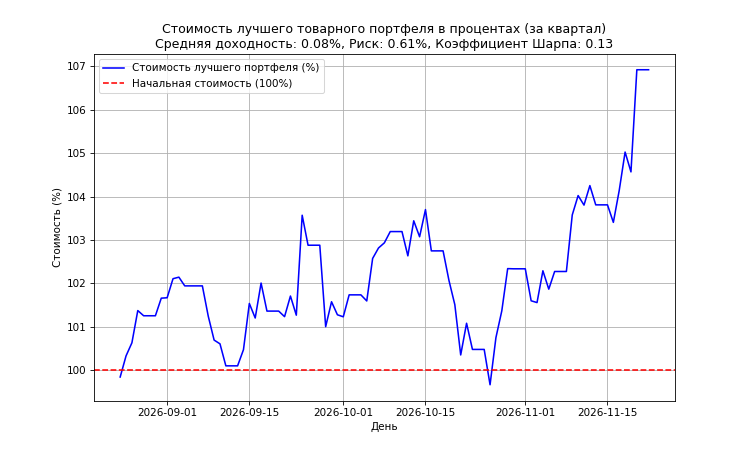 Стоимость лучшего товарного портфеля в процентах (за квартал)
Средняя доходность: 0.08%, Риск: 0.61%, Коэффициент Шарпа: 0.13
Стоимость лучшего портфеля (%)
Начальная стоимость (100%)
Стоимость (%)
107
106
105
104
103
102
101
100
2026-09-01
2026-09-15
2026-10-01
2026-10-15
2026-11-01
2026-11-15
День